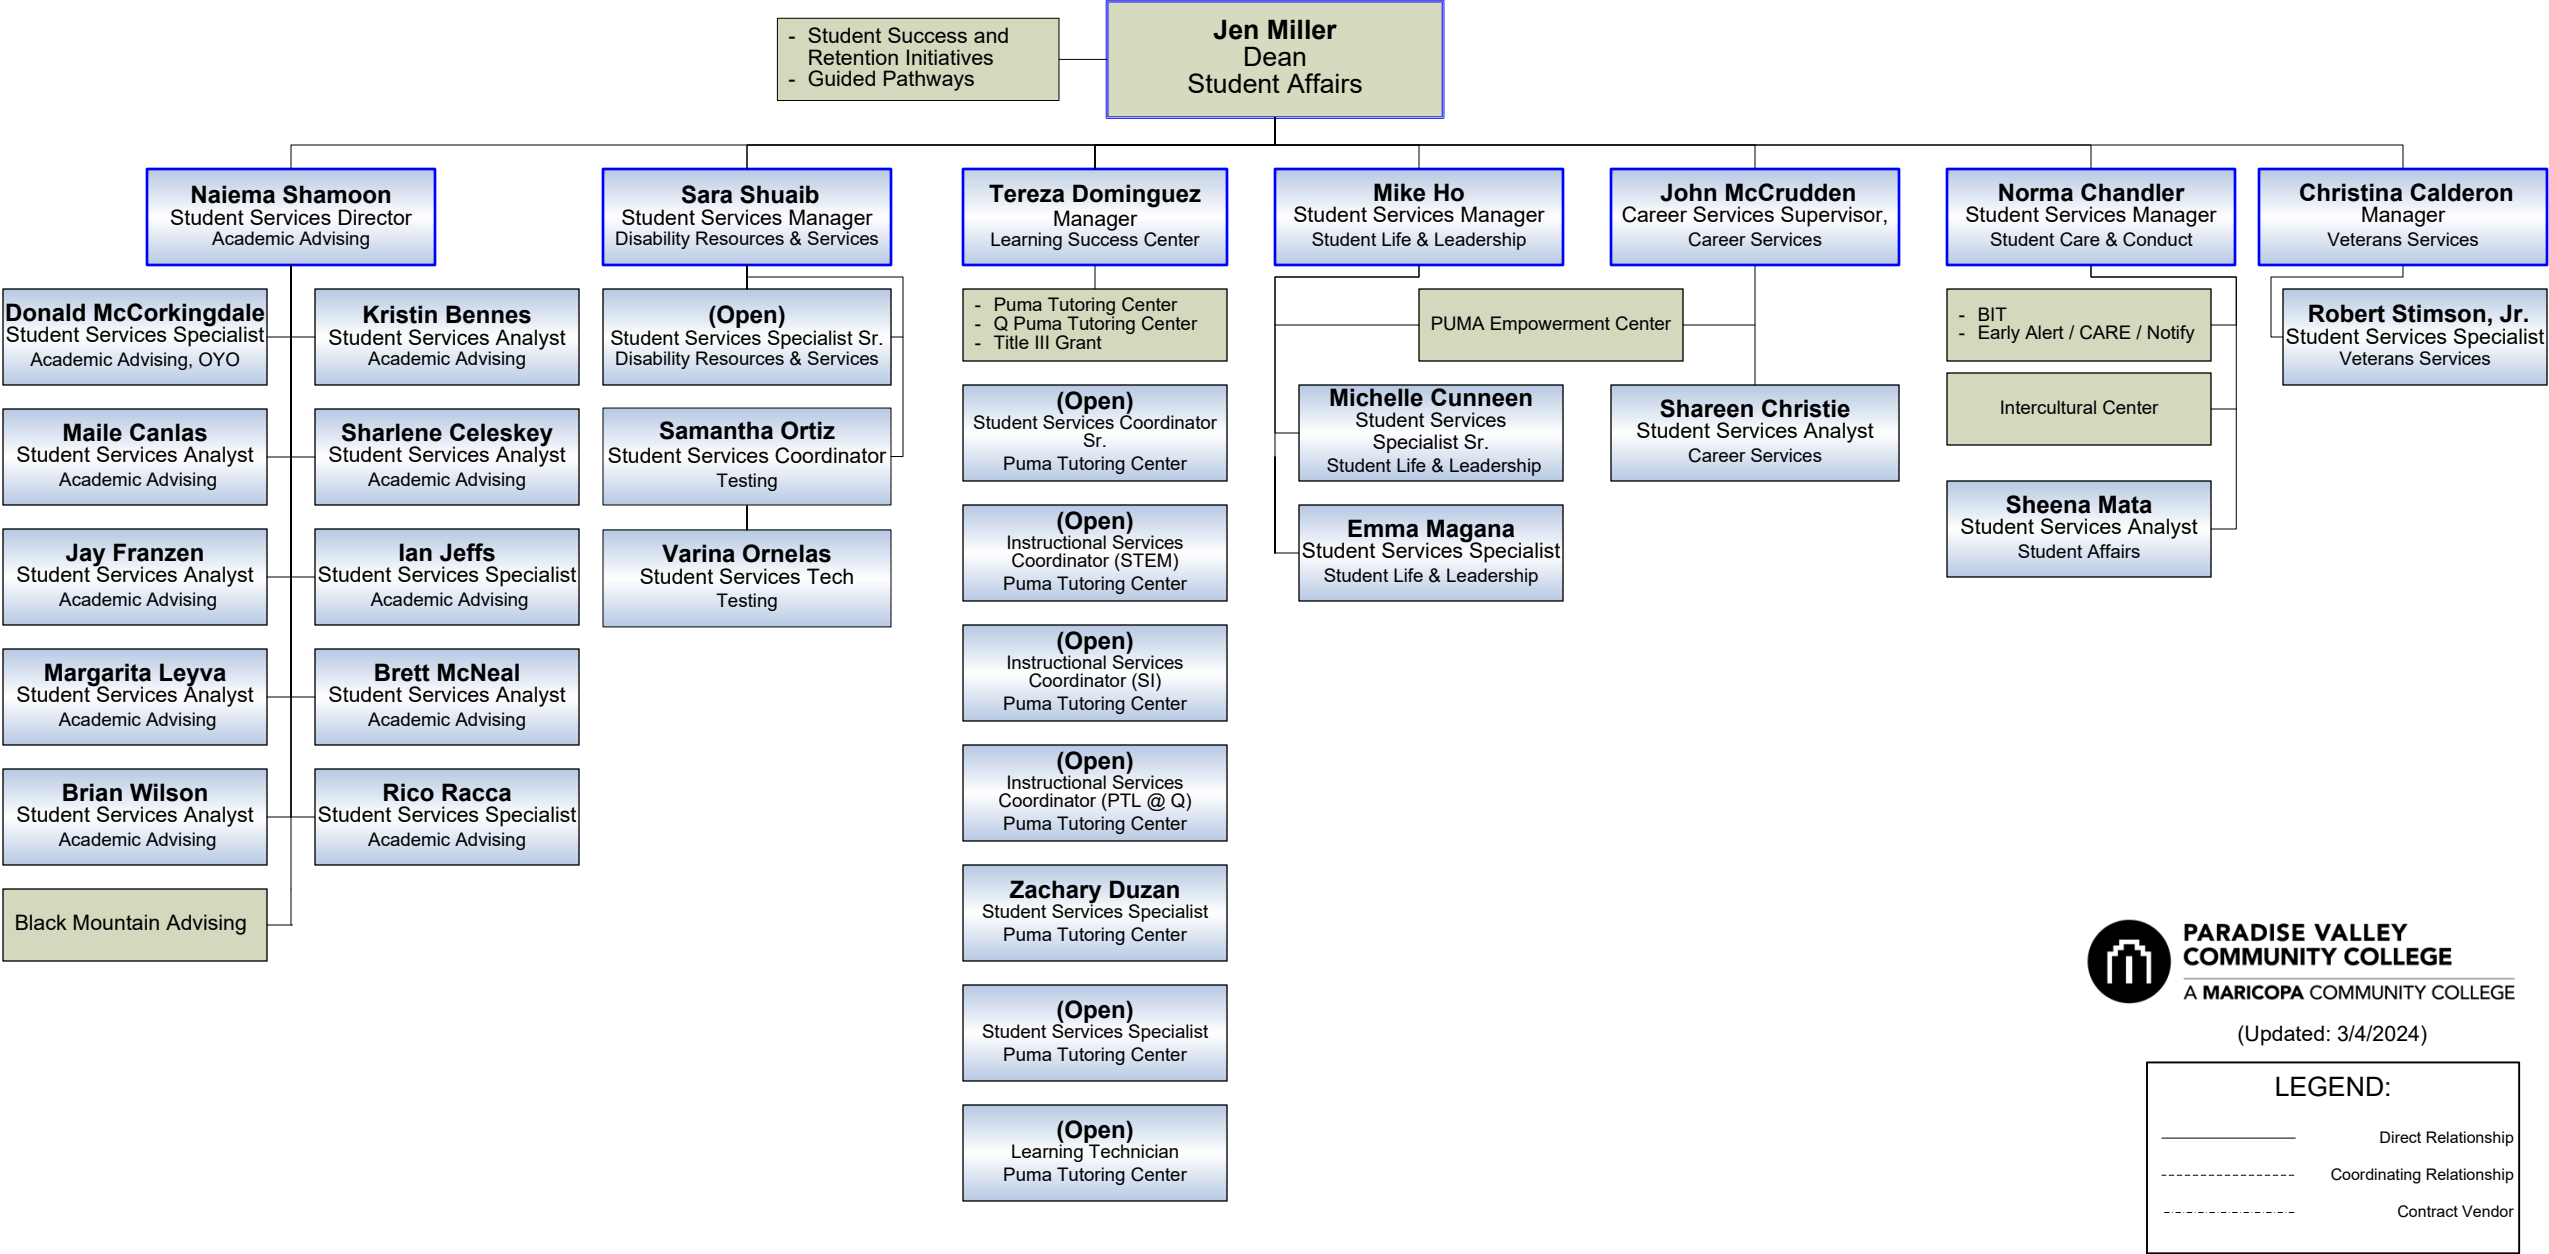 - Student Success and
Retention Initiatives
- Guided Pathways
Jen Miller
Dean
Student Affairs
Naiema Shamoon
Student Services Director
Academic Advising
Donald McCorkingdale
Student Services Specialist
Academic Advising, OYO
Kristin Bennes
Student Services Analyst
Academic Advising
Maile Canlas
Student Services Analyst
Academic Advising
Sharlene Celeskey
Student Services Analyst
Academic Advising
Jay Franzen
Student Services Analyst
Academic Advising
Ian Jeffs
Student Services Specialist
Academic Advising
Margarita Leyva
Student Services Analyst
Academic Advising
Brett McNeal
Student Services Analyst
Academic Advising
Brian Wilson
Student Services Analyst
Academic Advising
Rico Racca
Student Services Specialist
Academic Advising
Black Mountain Advising
Sara Shuaib
Student Services Manager
Disability Resources & Services
(Open)
Student Services Specialist Sr.
Disability Resources & Services
Samantha Ortiz
Student Services Coordinator
Testing
Varina Ornelas
Student Services Tech
Testing
Tereza Dominguez
Manager
Learning Success Center
- Puma Tutoring Center
- Q Puma Tutoring Center
- Title III Grant
(Open)
Student Services Coordinator
Sr.
Puma Tutoring Center
(Open)
Instructional Services
Coordinator (STEM)
Puma Tutoring Center
(Open)
Instructional Services
Coordinator (SI)
Puma Tutoring Center
(Open)
Instructional Services
Coordinator (PTL @ Q)
Puma Tutoring Center
Zachary Duzan
Student Services Specialist
Puma Tutoring Center
(Open)
Student Services Specialist
Puma Tutoring Center
(Open)
Learning Technician
Puma Tutoring Center
Mike Ho
Student Services Manager
Student Life & Leadership
PUMA Empowerment Center
Michelle Cunneen
Student Services
Specialist Sr.
Student Life & Leadership
Emma Magana
Student Services Specialist
Student Life & Leadership
John McCrudden
Career Services Supervisor,
Career Services
Shareen Christie
Student Services Analyst
Career Services
Norma Chandler
Student Services Manager
Student Care & Conduct
- BIT
- Early Alert / CARE / Notify
Intercultural Center
Sheena Mata
Student Services Analyst
Student Affairs
Christina Calderon
Manager
Veterans Services
Robert Stimson, Jr.
Student Services Specialist
Veterans Services
PARADISE VALLEY
COMMUNITY COLLEGE
A MARICOPA COMMUNITY COLLEGE
(Updated: 3/4/2024)
LEGEND:
Direct Relationship
Coordinating Relationship
Contract Vendor